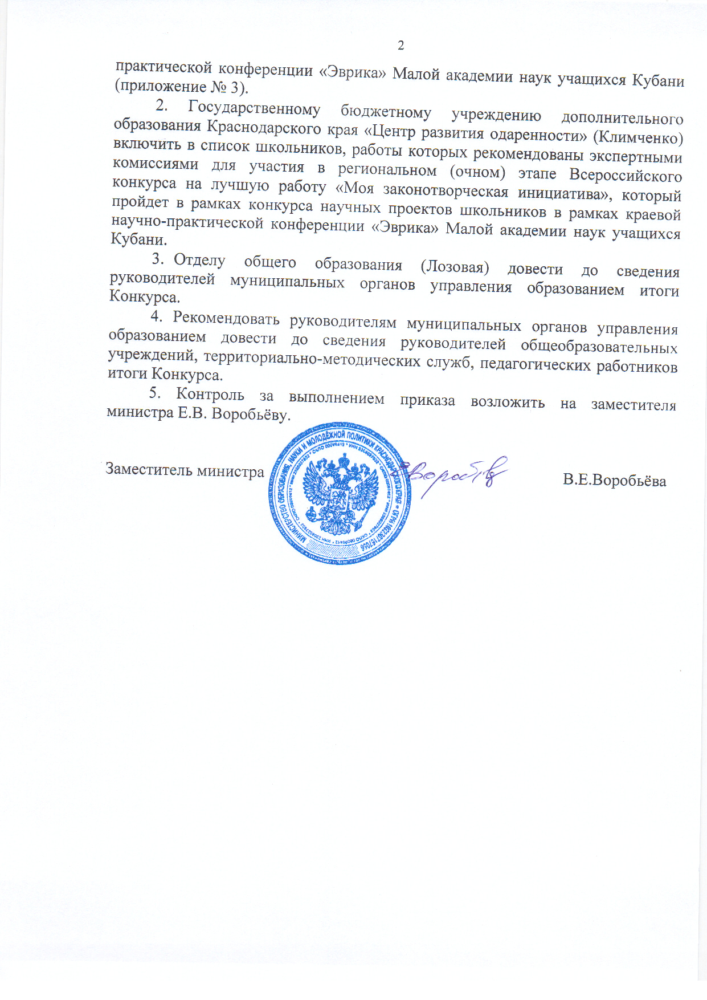 2
практической конференции «Эврика» Малой академии наук учащихся Кубани
(приложение № 3).
2. Государственному бюджетному учреждению дополнительного
образования Краснодарского края «Центр развития одаренности» (Климченко)
включить в список школьников, работы которых рекомендованы экспертными
комиссиями для участия в региональном (очном) этапе Всероссийского
конкурса на лучшую работу «Моя законотворческая инициатива», который
пройдет в рамках конкурса научных проектов школьников в рамках краевой
научно-практической конференции «Эврика» Малой академии наук учащихся
Кубани.
3. Отделу общего образования (Лозовая) довести до сведения
руководителей муниципальных органов управления образованием итоги
Конкурса.
4. Рекомендовать руководителям муниципальных органов управления
образованием довести до сведения руководителей общеобразовательных
учреждений, территориально-методических служб, педагогических работников
итоги Конкурса.
5. Контроль за выполнением приказа возложить на заместителя
министра Е.В. Воробьёву.
Заместитель министра
В.Е.Воробьёва
МИНИСТЕРСТВО ОБРАЗОВАНИЯ, НАУКИ И МОЛОДЁЖНОЙ ПОЛИТИКИ КРАСНОДАРСКОГО КРАЯ